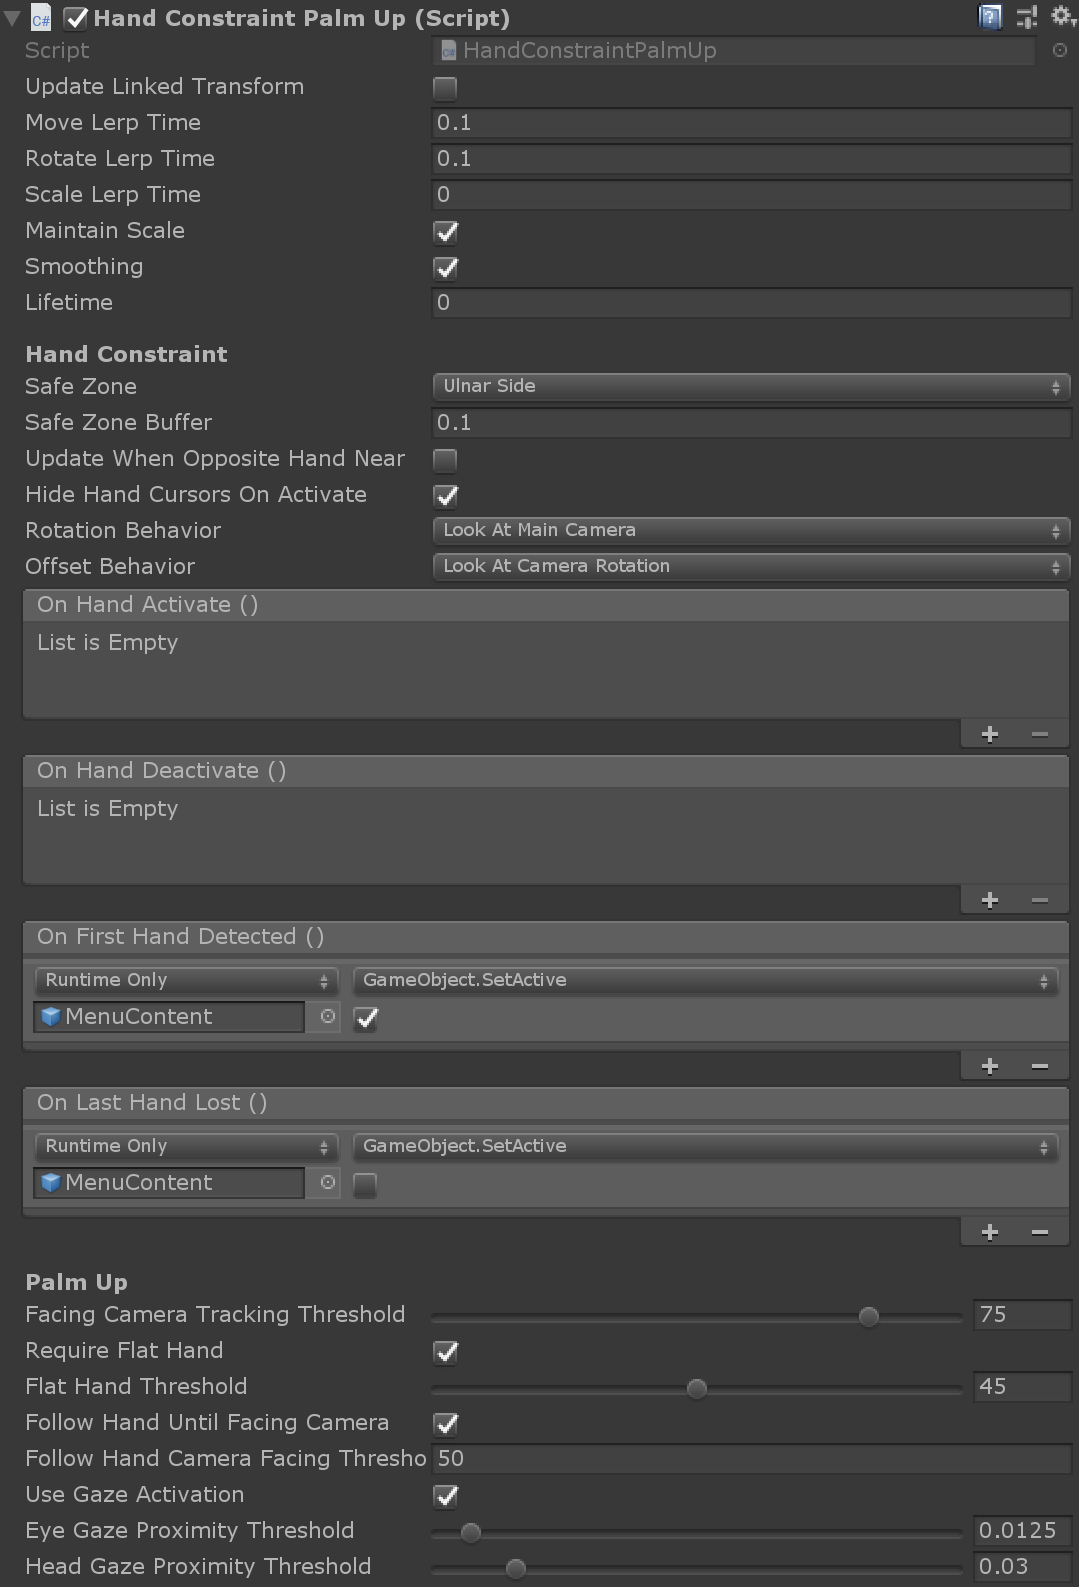 Hand Constraint Palm Up (Script)
Script HandConstraintPalmUp
Update Linked Transform
Move Lerp Time 0.1
Rotate Lerp Time 0.1
Scale Lerp Time 0
Maintain Scale
Smoothing
Lifetime 0
Hand Constraint
Safe Zone Ulnar Side
Safe Zone Buffer 0.1
Update When Opposite Hand Near
Hide Hand Cursors On Activate
Rotation Behavior Look At Main Camera
Offset Behavior Look At Camera Rotation
On Hand Activate ()
List is Empty
On Hand Deactivate ()
List is Empty
On First Hand Detected ()
Runtime Only GameObject.SetActive
MenuContent
On Last Hand Lost ()
Runtime Only GameObject.SetActive
MenuContent
Palm Up
Facing Camera Tracking Threshold 75
Require Flat Hand
Flat Hand Threshold 45
Follow Hand Until Facing Camera
Follow Hand Camera Facing Thresho 50
Use Gaze Activation
Eye Gaze Proximity Threshold 0.0125
Head Gaze Proximity Threshold 0.03